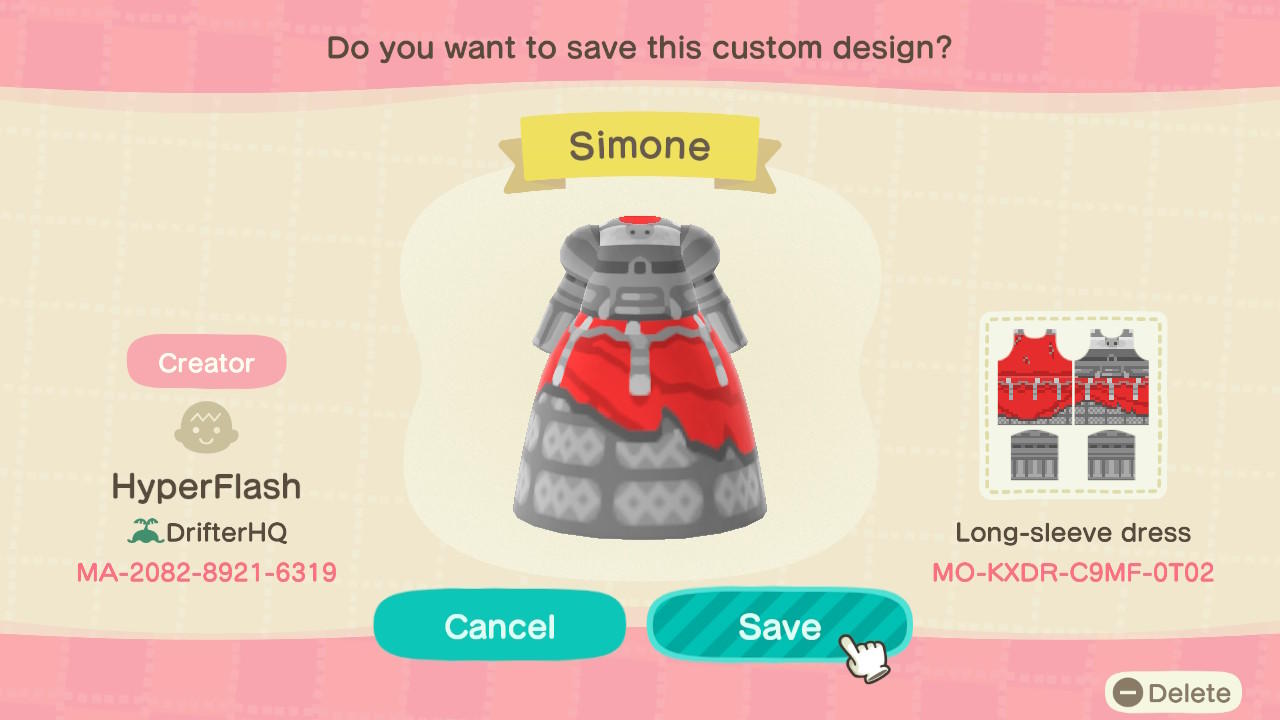 Do you want to save this custom design?
Simone
Creator
HyperFlash
DrifterHQ
MA-2082-8921-6319
Long-sleeve dress
MO-KXDR-C9MF-0T02
Cancel
Save
Delete